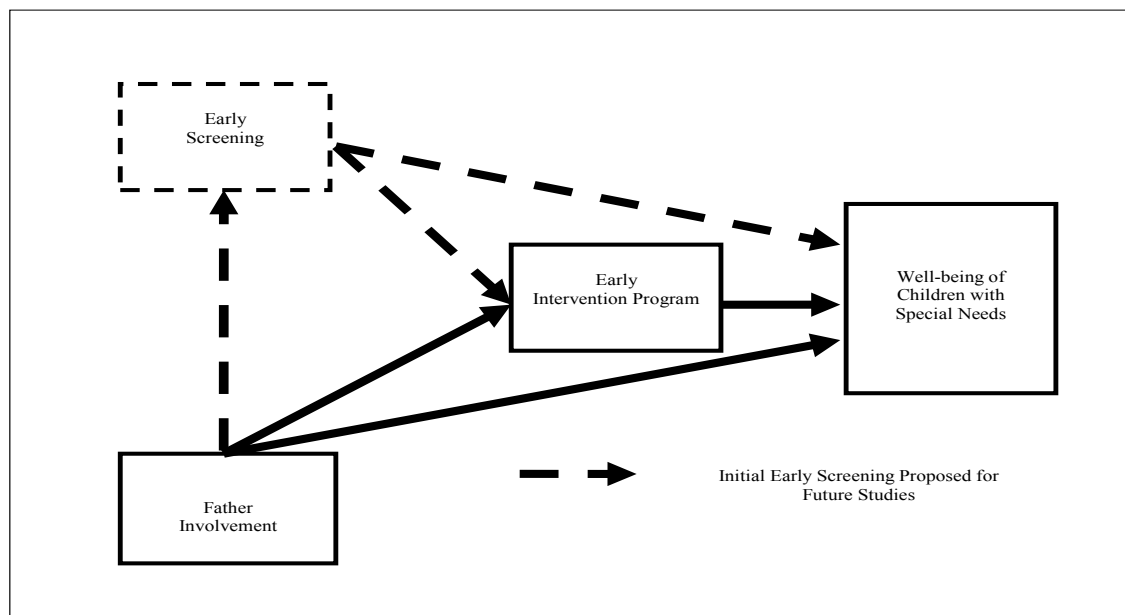 Early
Screening
Early
Intervention Program
Well-being of
Children with
Special Needs
Father
Involvement
Initial Early Screening Proposed for
Future Studies